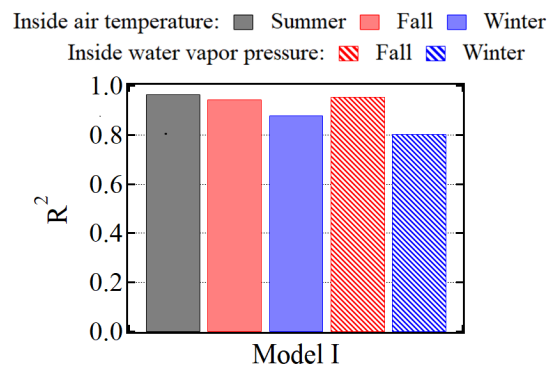 Inside air temperature: Summer Fall Winter
Inside water vapor pressure: Fall Winter
1.0
0.8
0.6
0.4
0.2
0.0
R²
Model I